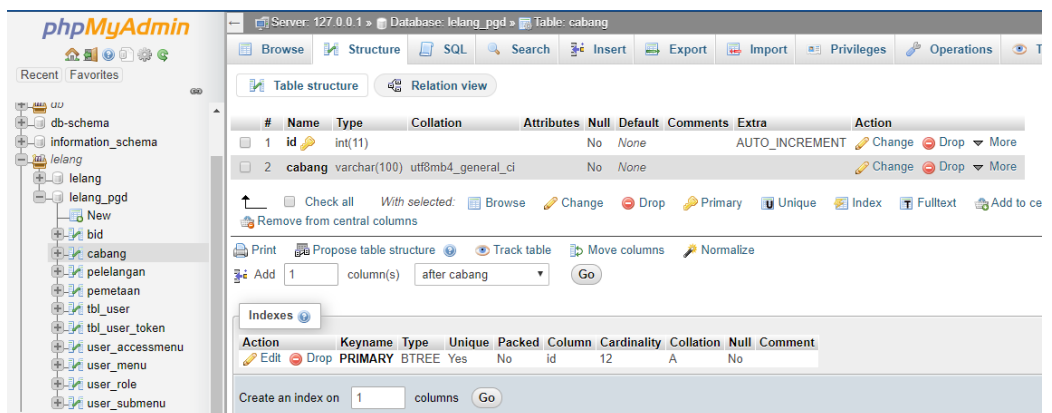 phpMyAdmin
Recent Favorites
db
db-schema
information_schema
lelang
lelang
lelang_pgd
New
bid
cabang
pelelangan
pemetaan
tbl_user
tbl_user_token
user_accessmenu
user_menu
user_role
user_submenu
Server: 127.0.0.1 » Database: lelang_pgd » Table: cabang
Browse Structure SQL Search Insert Export Import Privileges Operations T
Table structure Relation view
# Name Type Collation Attributes Null Default Comments Extra Action
1 id int(11) No None AUTO_INCREMENT Change Drop More
2 cabang varchar(100) utf8mb4_general_ci No None Change Drop More
Check all With selected: Browse Change Drop Primary Unique Index Fulltext Add to ce
Remove from central columns
Print Propose table structure Track table Move columns Normalize
Add 1 column(s) after cabang Go
Indexes
Action Keyname Type Unique Packed Column Cardinality Collation Null Comment
Edit Drop PRIMARY BTREE Yes No id 12 A No
Create an index on 1 columns Go